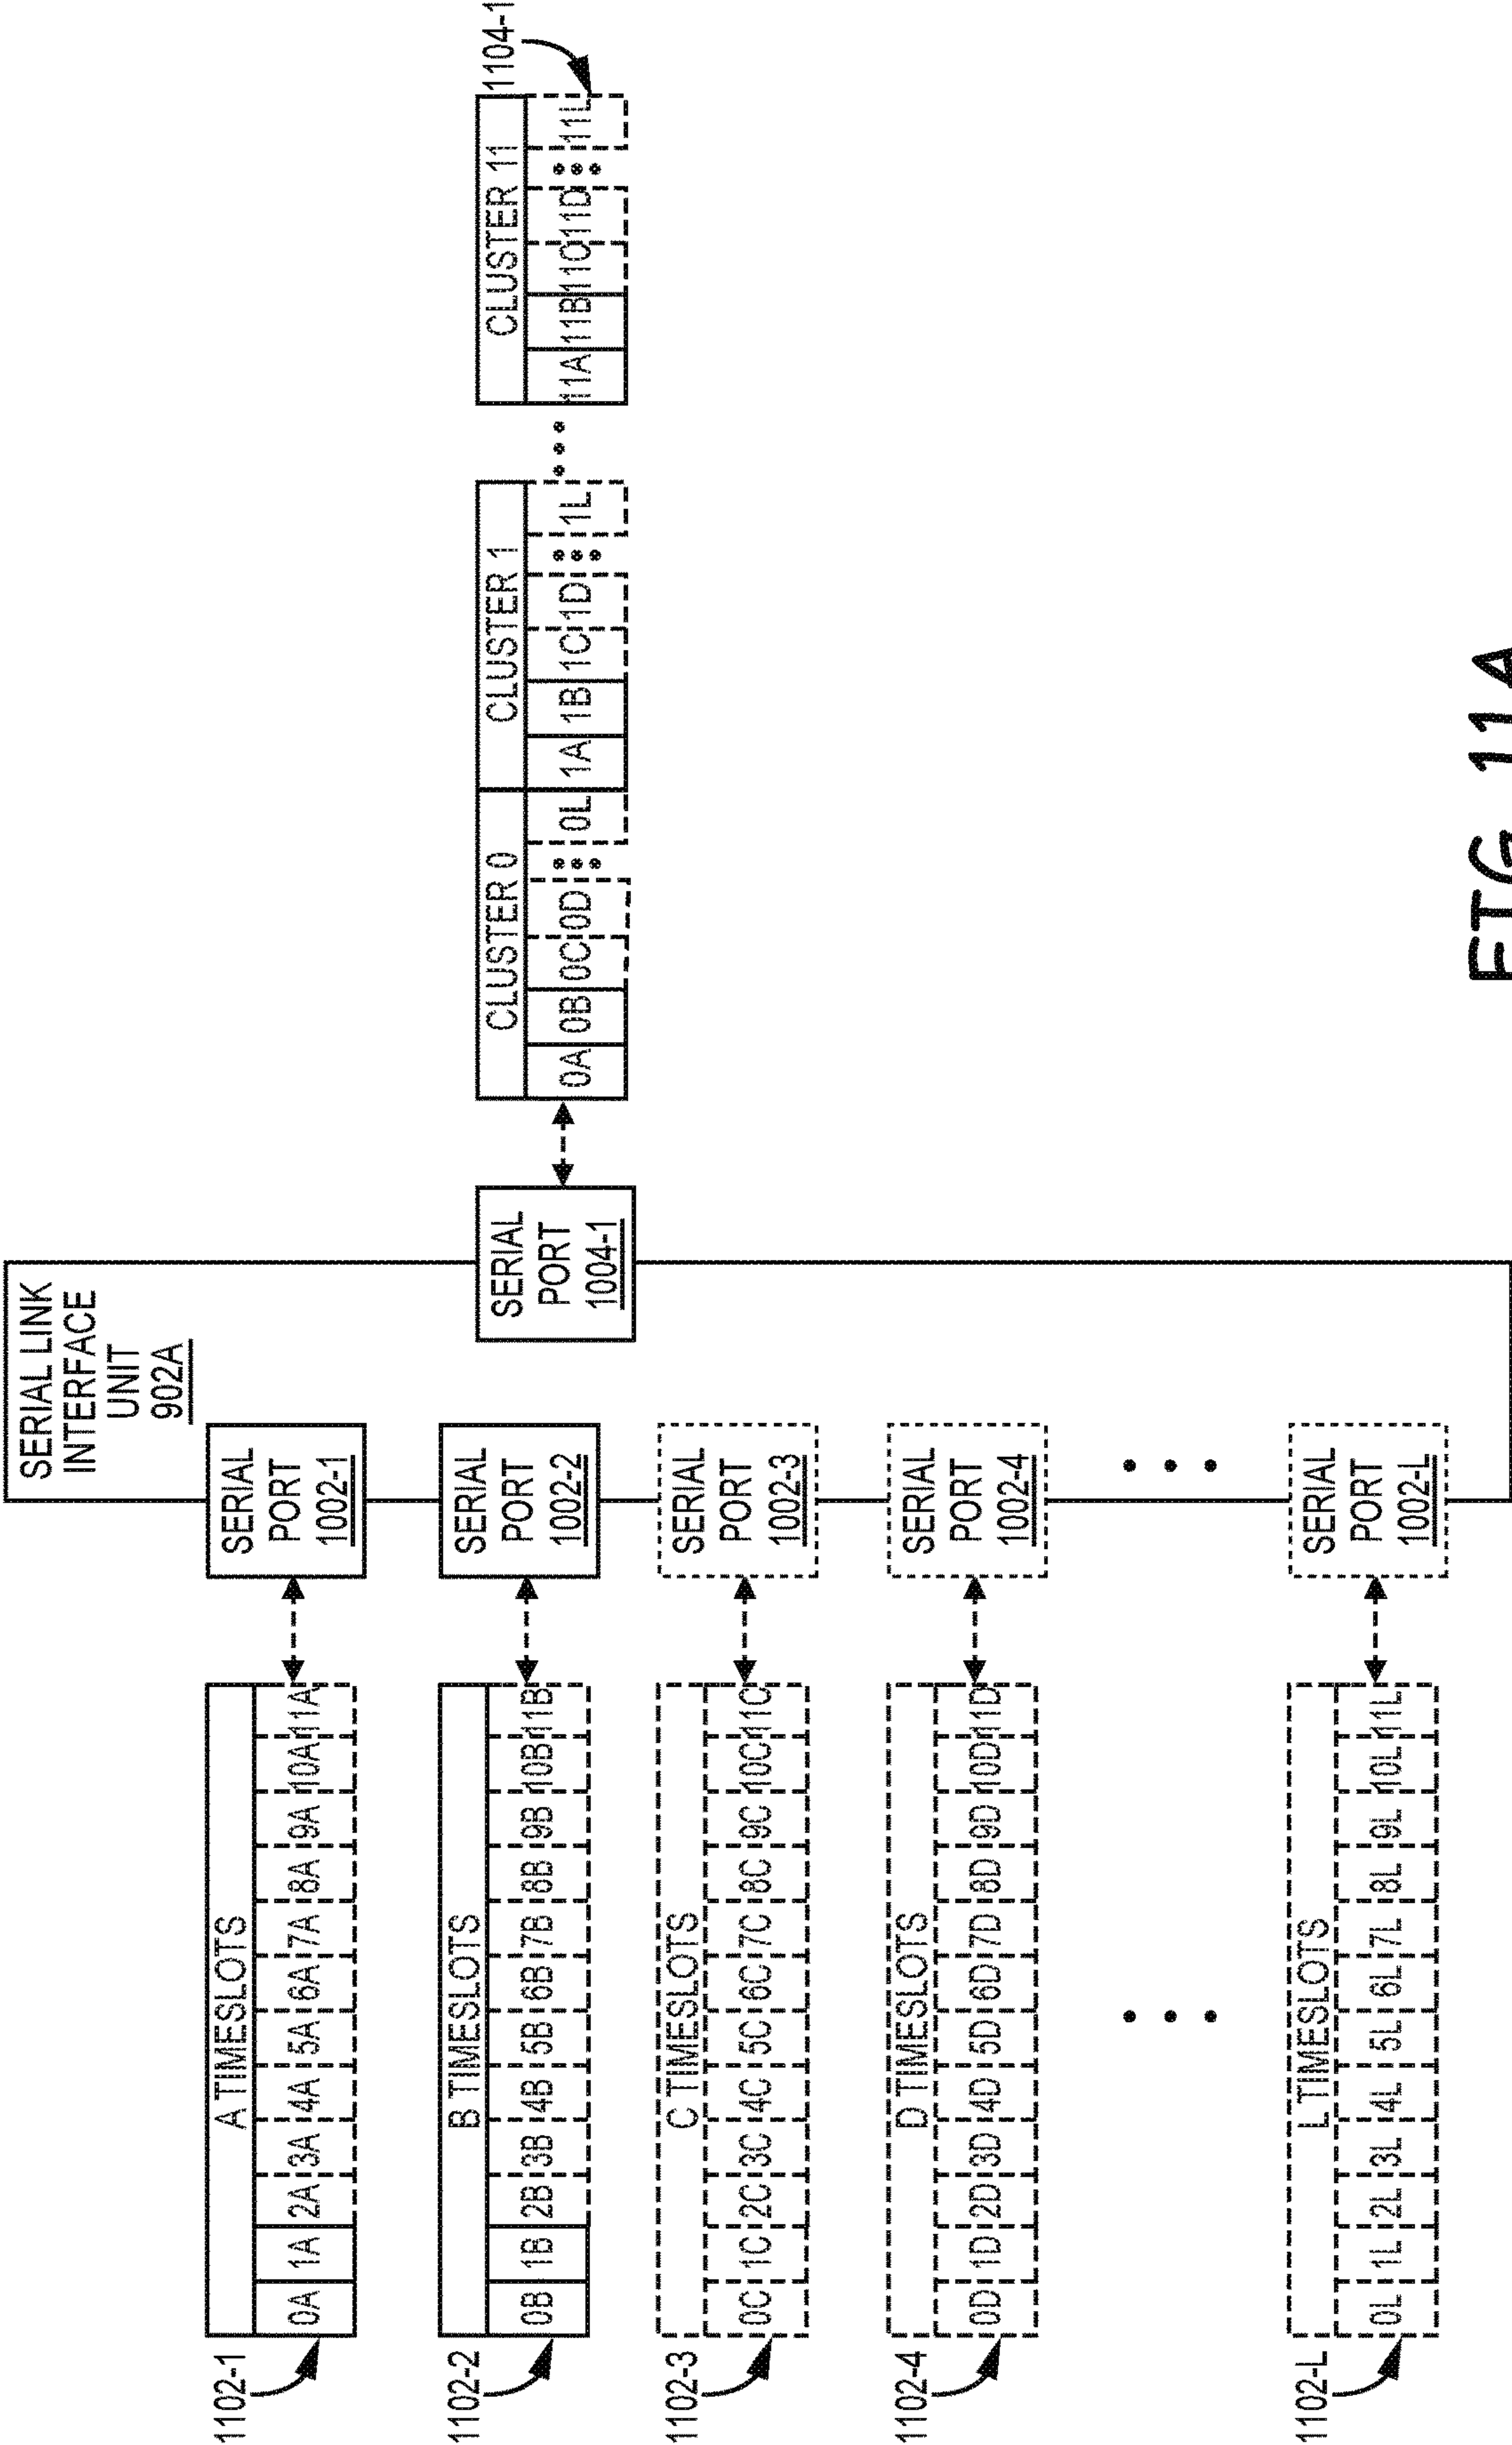 SERIAL LINK
INTERFACE
UNIT
902A
1102-1
A TIMESLOTS
0A 1A 2A 3A 4A 5A 6A 7A 8A 9A 10A 11A
SERIAL
PORT
1002-1
1102-2
B TIMESLOTS
0B 1B 2B 3B 4B 5B 6B 7B 8B 9B 10B 11B
SERIAL
PORT
1002-2
1102-3
C TIMESLOTS
0C 1C 2C 3C 4C 5C 6C 7C 8C 9C 10C 11C
SERIAL
PORT
1002-3
1102-4
D TIMESLOTS
0D 1D 2D 3D 4D 5D 6D 7D 8D 9D 10D 11D
SERIAL
PORT
1002-4
1102-L
L TIMESLOTS
0L 1L 2L 3L 4L 5L 6L 7L 8L 9L 10L 11L
SERIAL
PORT
1002-L
SERIAL
PORT
1004-1
CLUSTER 0
0A 0B 0C 0D ••• 0L
CLUSTER 1
1A 1B 1C 1D ••• 1L
•••
CLUSTER 11
11A 11B 11C 11D ••• 11L
1104-1
FIG 11A